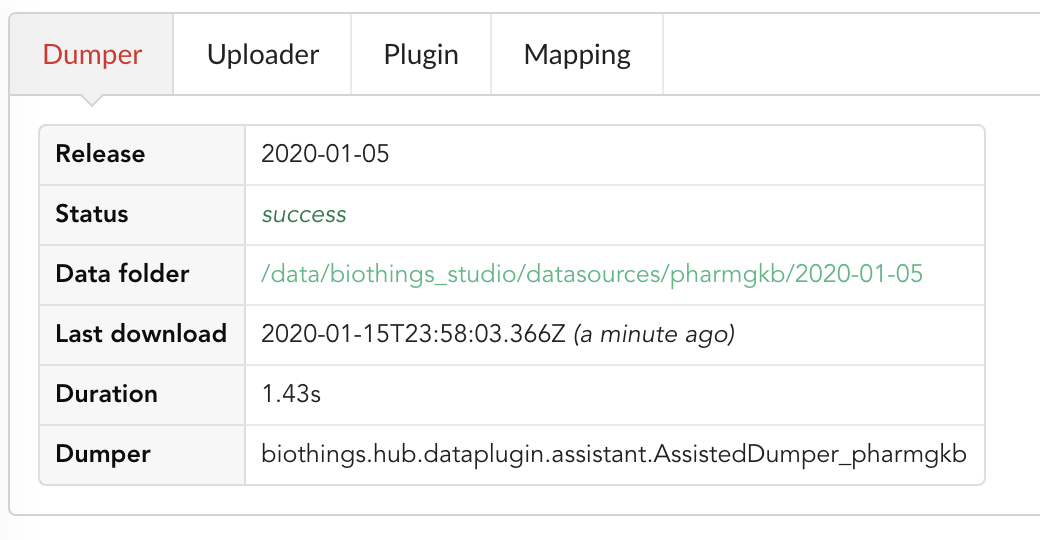 Dumper Uploader Plugin Mapping
Release 2020-01-05
Status success
Data folder /data/biothings_studio/datasources/pharmgkb/2020-01-05
Last download 2020-01-15T23:58:03.366Z (a minute ago)
Duration 1.43s
Dumper biothings.hub.dataplugin.assistant.AssistedDumper_pharmgkb